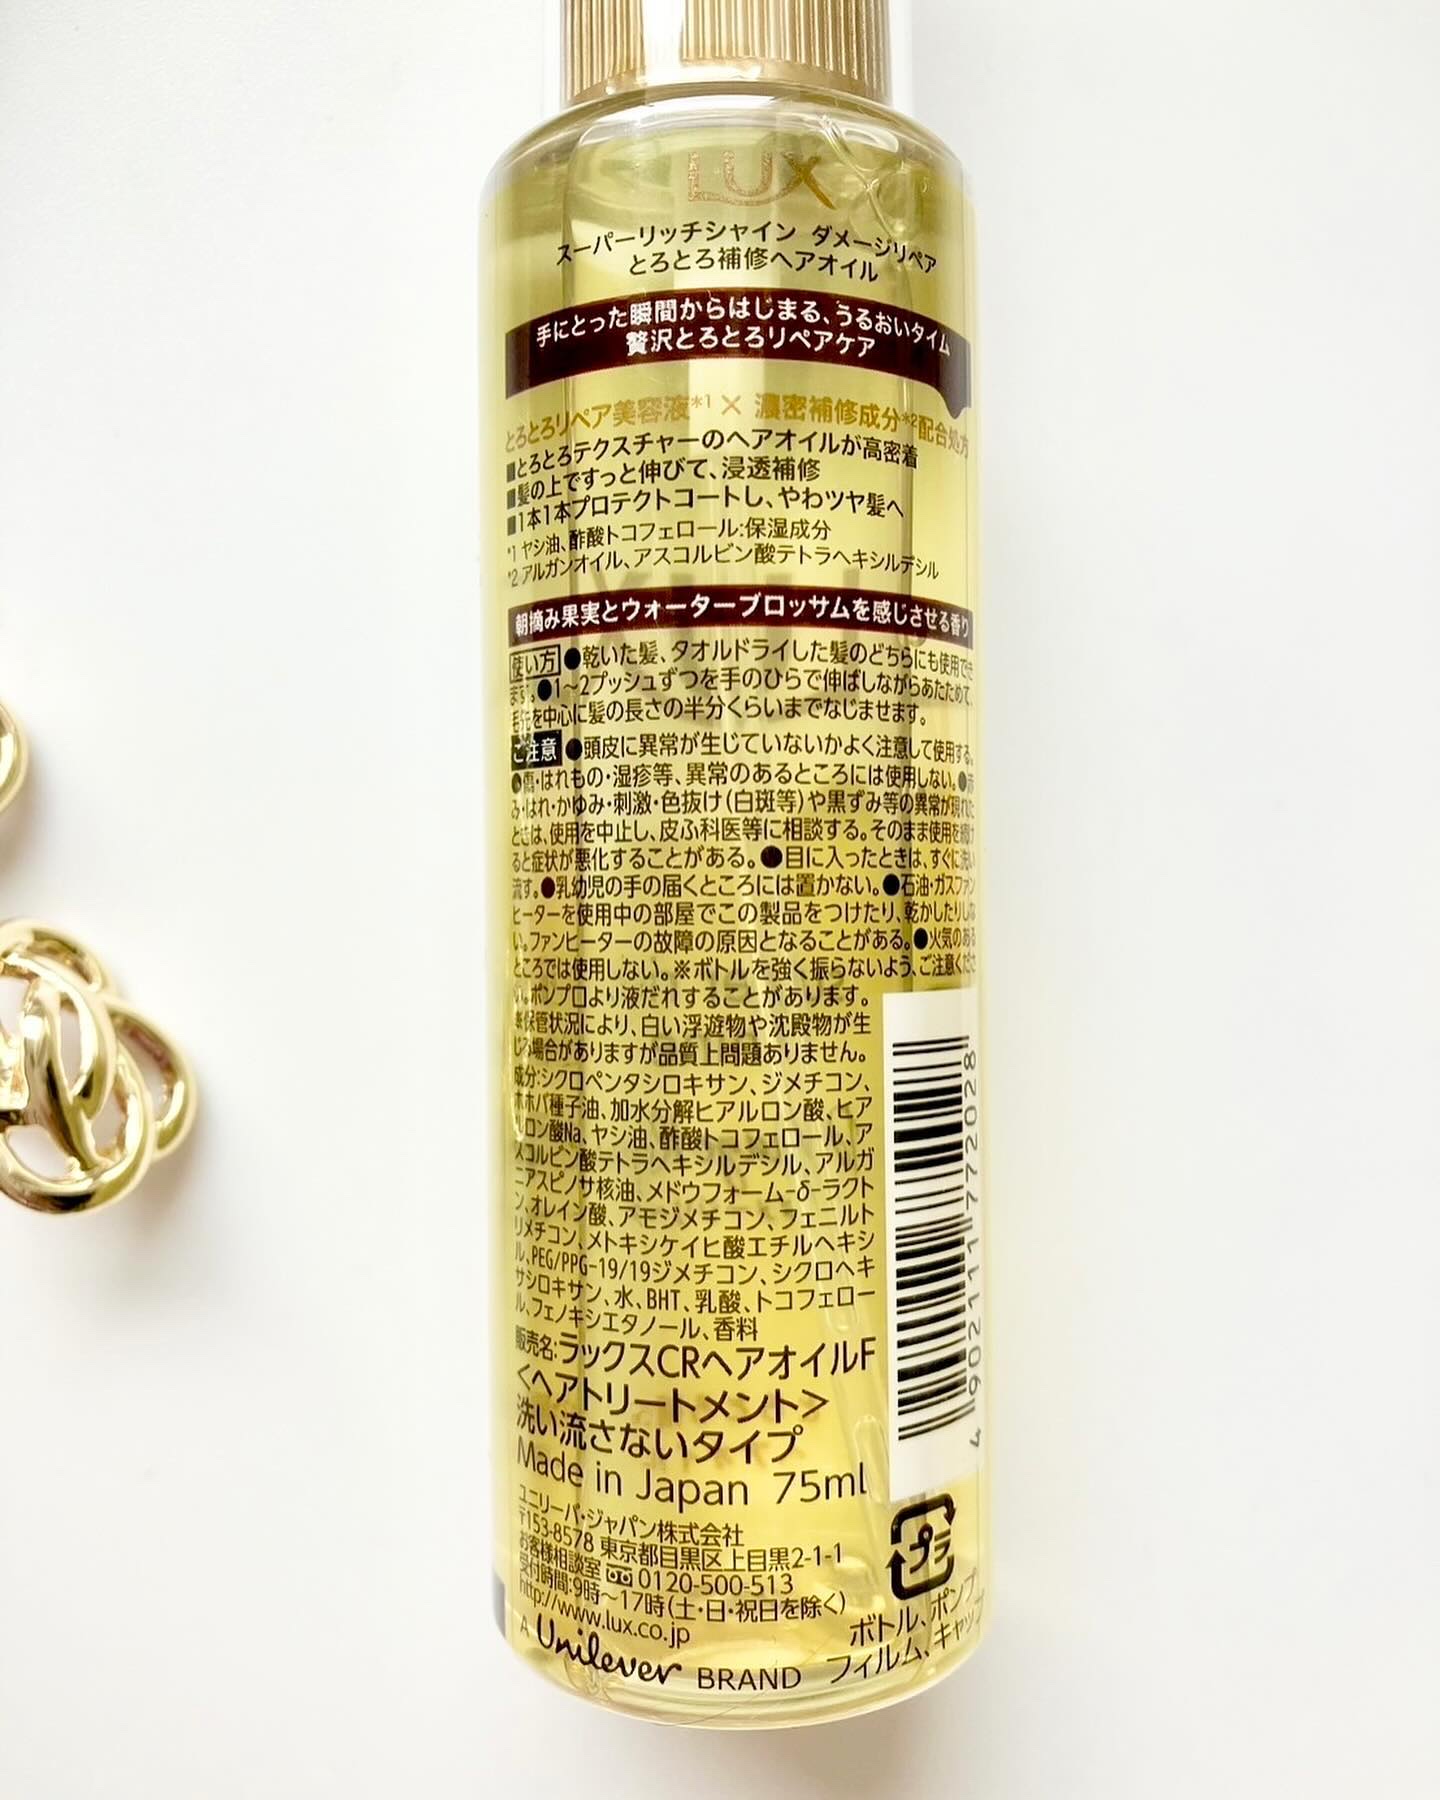 LUX
スーパーリッチシャイン ダメージリペア
とろとろ補修ヘアオイル
手にとった瞬間からはじまる、うるおいタイム
贅沢とろとろリペアケア
とろとろリペア美容液*1 × 濃密補修成分*2配合処方
■とろとろテクスチャーのヘアオイルが高密着
■髪の上ですっと伸びて、浸透補修
■1本1本プロテクトコートし、やわツヤ髪へ
*1 ヤシ油、酢酸トコフェロール:保湿成分
*2 アルガンオイル、アスコルビン酸テトラヘキシルデシル
朝摘み果実とウォーターブロッサムを感じさせる香り
使い方 ●乾いた髪、タオルドライした髪のどちらにも使用でき
ます。●1～2プッシュずつを手のひらで伸ばしながらあたためて、
毛先を中心に髪の長さの半分くらいまでなじませます。
ご注意 ●頭皮に異常が生じていないかよく注意して使用する。
●傷・はれもの・湿疹等、異常のあるところには使用しない。●赤
み・はれ・かゆみ・刺激・色抜け(白斑等)や黒ずみ等の異常が現れた
ときは、使用を中止し、皮ふ科医等に相談する。そのまま使用を続け
ると症状が悪化することがある。●目に入ったときは、すぐに洗い
流す。●乳幼児の手の届くところには置かない。●石油・ガスファン
ヒーターを使用中の部屋でこの製品をつけたり、乾かしたりしな
い。ファンヒーターの故障の原因となることがある。●火気のある
ところでは使用しない。※ボトルを強く振らないよう、ご注意くださ
い。ポンプ口より液だれすることがあります。
※保管状況により、白い浮遊物や沈殿物が生
じる場合がありますが品質上問題ありません。
成分:シクロペンタシロキサン、ジメチコン、
ホホバ種子油、加水分解ヒアルロン酸、ヒア
ルロン酸Na、ヤシ油、酢酸トコフェロール、ア
スコルビン酸テトラヘキシルデシル、アルガ
ニアスピノサ核油、メドウフォーム-δ-ラクト
ン、オレイン酸、アモジメチコン、フェニルト
リメチコン、メトキシケイヒ酸エチルヘキシ
ル、PEG/PPG-19/19ジメチコン、シクロヘキ
サシロキサン、水、BHT、乳酸、トコフェロー
ル、フェノキシエタノール、香料
販売名:ラックスCRヘアオイルF
<ヘアトリートメント>
洗い流さないタイプ
Made in Japan 75ml
ユニリーバ・ジャパン株式会社
〒153-8578 東京都目黒区上目黒2-1-1
お客様相談室 0120-500-513
受付時間:9時～17時(土・日・祝日を除く)
http://www.lux.co.jp
A Unilever BRAND
4 902111 772028
プラ
ボトル、ポンプ
フィルム、キャップ